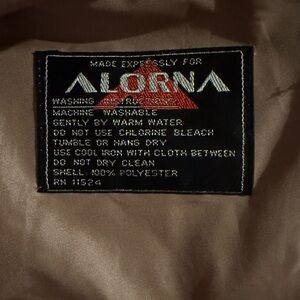 MADE EXPRESSLY FOR
ALORNA
WASHING INSTRUCTIONS
MACHINE WASHABLE
GENTLY BY WARM WATER
DO NOT USE CHLORINE BLEACH
TUMBLE OR HANG DRY
USE COOL IRON WITH CLOTH BETWEEN
DO NOT DRY CLEAN
SHELL: 100% POLYESTER
RN 11524